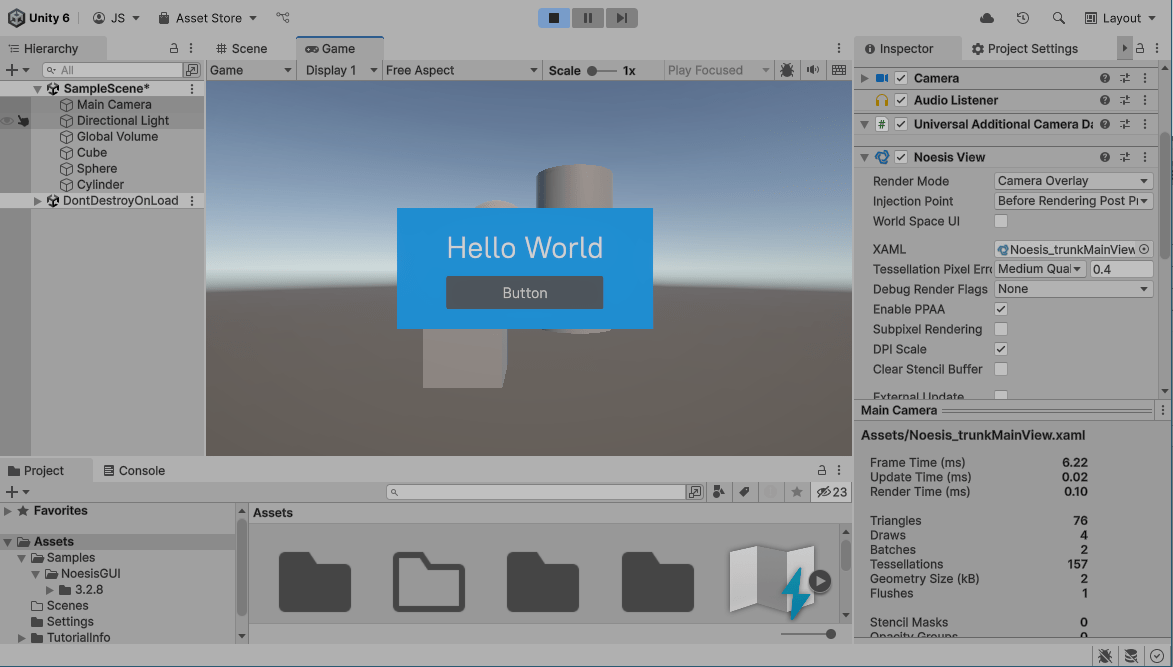 Unity 6 JS Asset Store Layout
Hierarchy Scene Game Inspector Project Settings
All Game Display 1 Free Aspect Scale 1x Play Focused
SampleScene*
Main Camera
Directional Light
Global Volume
Cube
Sphere
Cylinder
DontDestroyOnLoad
Hello World
Button
Camera
Audio Listener
# Universal Additional Camera Da
Noesis View
Render Mode Camera Overlay
Injection Point Before Rendering Post Pr
World Space UI
XAML Noesis_trunkMainView
Tessellation Pixel Erro Medium Qual 0.4
Debug Render Flags None
Enable PPAA
Subpixel Rendering
DPI Scale
Clear Stencil Buffer
External Update
Main Camera
Assets/Noesis_trunkMainView.xaml
Frame Time (ms) 6.22
Update Time (ms) 0.02
Render Time (ms) 0.10
Triangles 76
Draws 4
Batches 2
Tessellations 157
Geometry Size (kB) 2
Flushes 1
Stencil Masks 0
Opacity Groups 0
Project Console
23
Favorites
Assets
Samples
NoesisGUI
3.2.8
Scenes
Settings
TutorialInfo
Assets